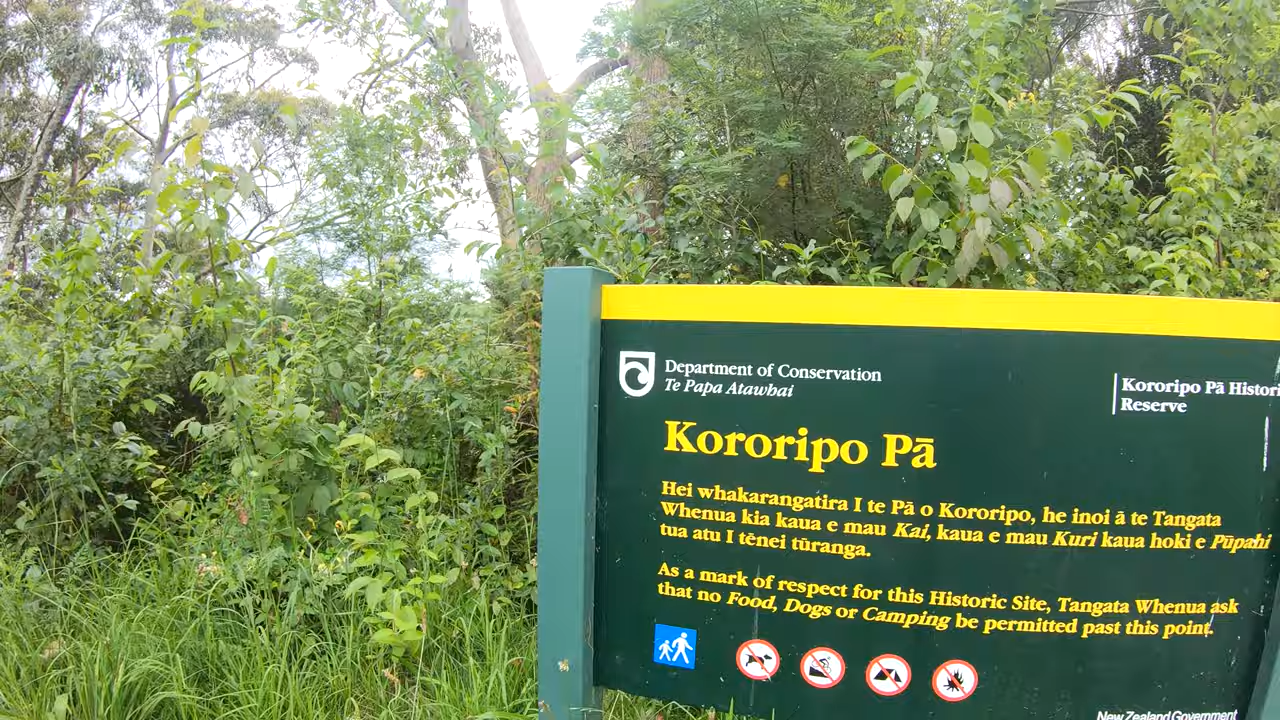 Department of Conservation
Te Papa Atawhai
Kororipo Pā Histori
Reserve
Kororipo Pā
Hei whakarangatira I te Pā o Kororipo, he inoi ā te Tangata
Whenua kia kaua e mau Kai, kaua e mau Kuri kaua hoki e Pūpahi
tua atu I tēnei tūranga.
As a mark of respect for this Historic Site, Tangata Whenua ask
that no Food, Dogs or Camping be permitted past this point.
New Zealand Government